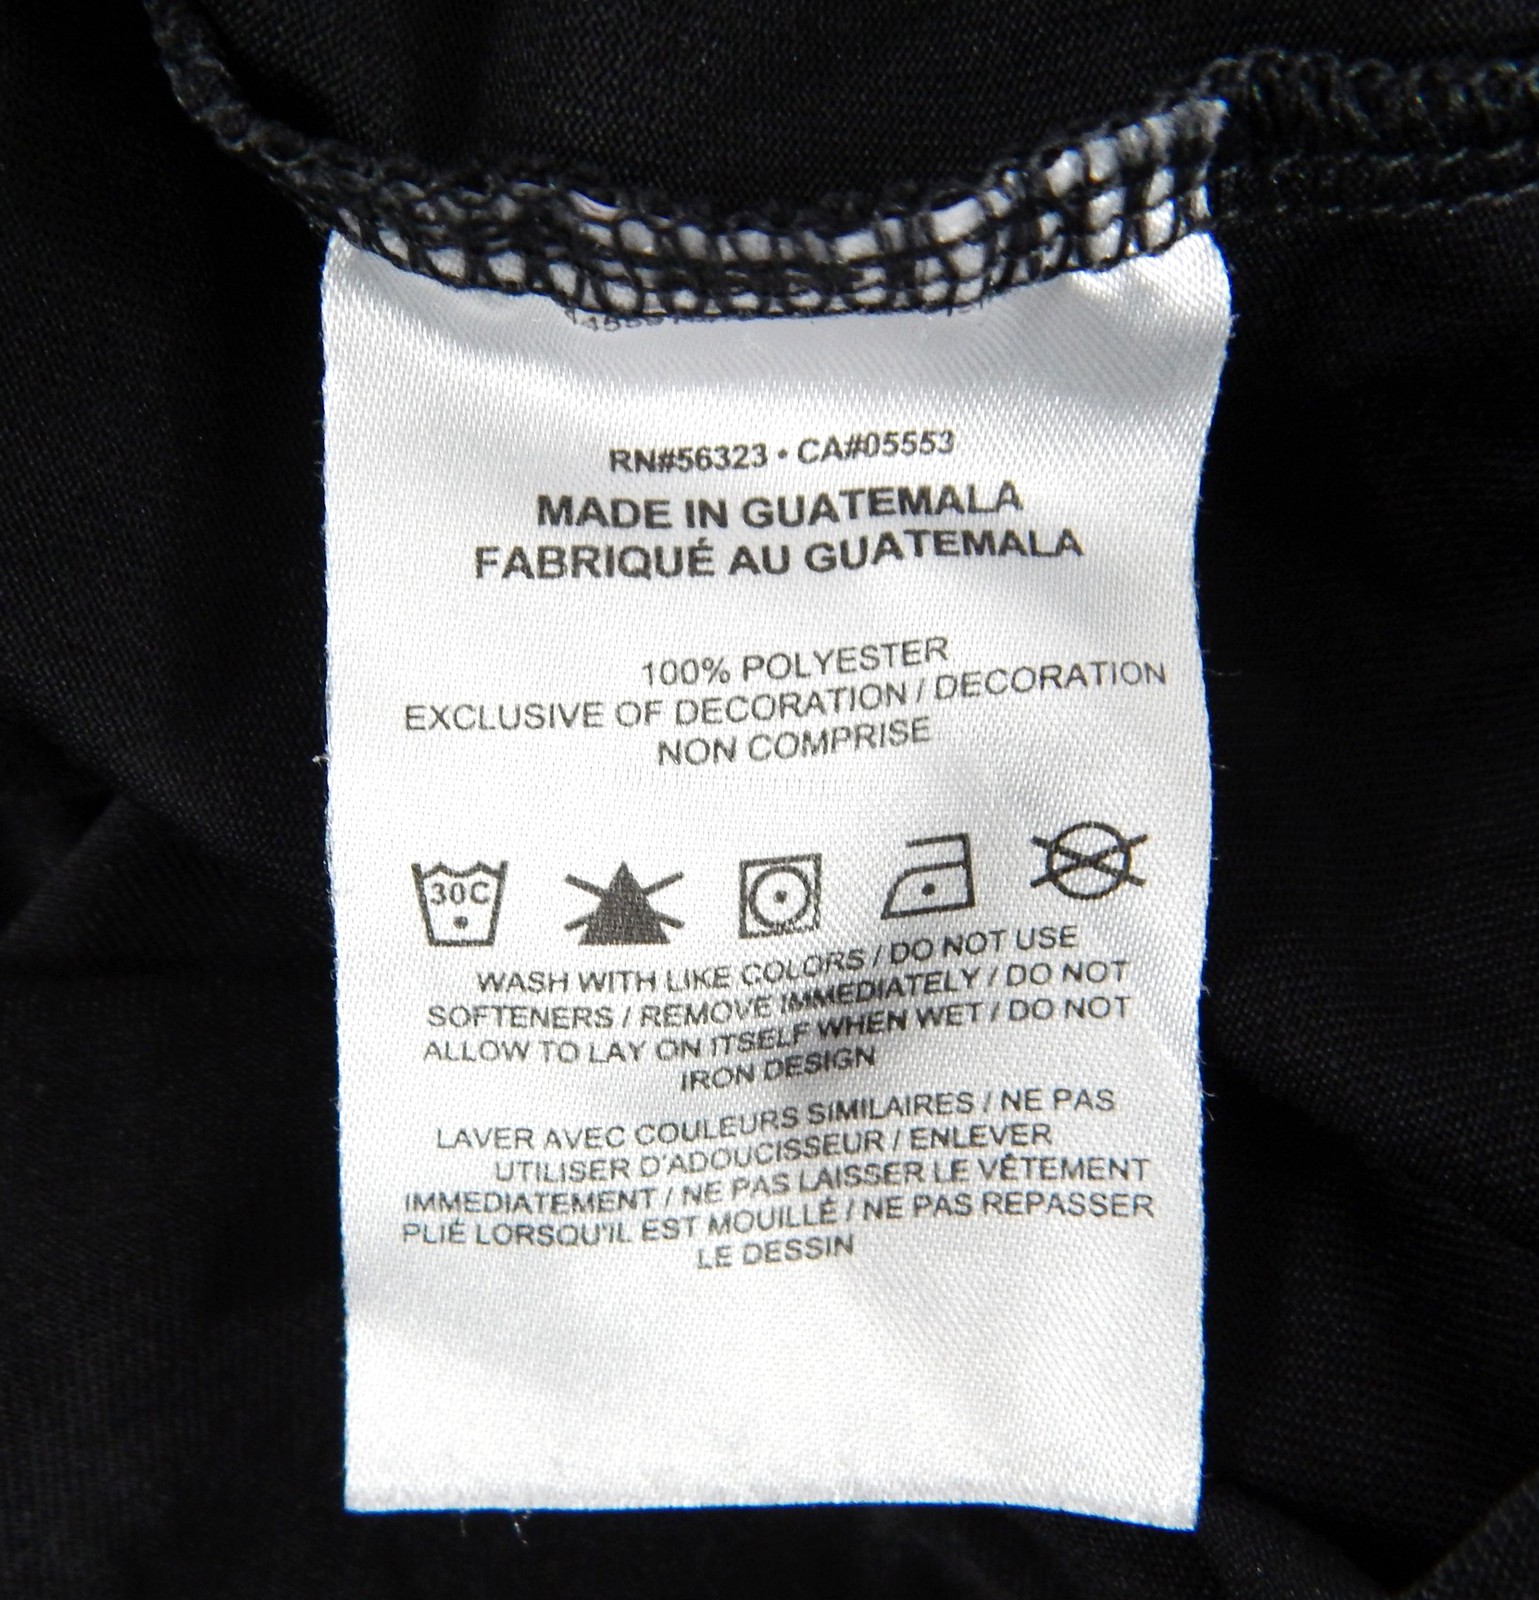 RN#56323 • CA#05553
MADE IN GUATEMALA
FABRIQUÉ AU GUATEMALA
100% POLYESTER
EXCLUSIVE OF DECORATION / DECORATION
NON COMPRISE
30C
WASH WITH LIKE COLORS / DO NOT USE
SOFTENERS / REMOVE IMMEDIATELY / DO NOT
ALLOW TO LAY ON ITSELF WHEN WET / DO NOT
IRON DESIGN
LAVER AVEC COULEURS SIMILAIRES / NE PAS
UTILISER D'ADOUCISSEUR / ENLEVER
IMMEDIATEMENT / NE PAS LAISSER LE VÊTEMENT
PLIÉ LORSQU'IL EST MOUILLÉ / NE PAS REPASSER
LE DESSIN